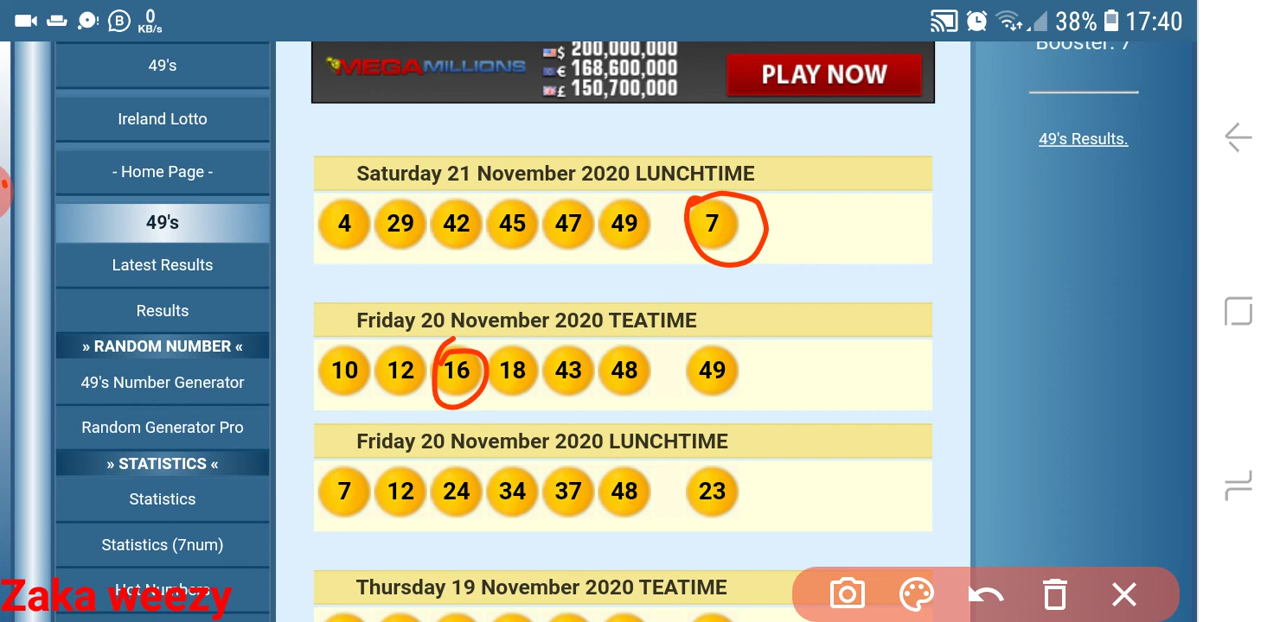 0
KB/s
38% 17:40
49's
Ireland Lotto
- Home Page -
49's
Latest Results
Results
» RANDOM NUMBER «
49's Number Generator
Random Generator Pro
» STATISTICS «
Statistics
Statistics (7num)
Hot Numbers
Zaka weezy
MEGAMILLIONS
$ 200,000,000
€ 168,600,000
£ 150,700,000
PLAY NOW
Saturday 21 November 2020 LUNCHTIME
4 29 42 45 47 49 7
Friday 20 November 2020 TEATIME
10 12 16 18 43 48 49
Friday 20 November 2020 LUNCHTIME
7 12 24 34 37 48 23
Thursday 19 November 2020 TEATIME
Booster: 7
49's Results.